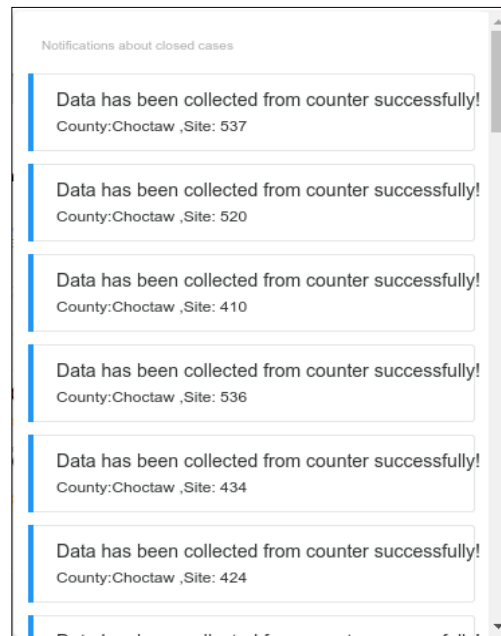 Notifications about closed cases
Data has been collected from counter successfully!
County:Choctaw ,Site: 537
Data has been collected from counter successfully!
County:Choctaw ,Site: 520
Data has been collected from counter successfully!
County:Choctaw ,Site: 410
Data has been collected from counter successfully!
County:Choctaw ,Site: 536
Data has been collected from counter successfully!
County:Choctaw ,Site: 434
Data has been collected from counter successfully!
County:Choctaw ,Site: 424